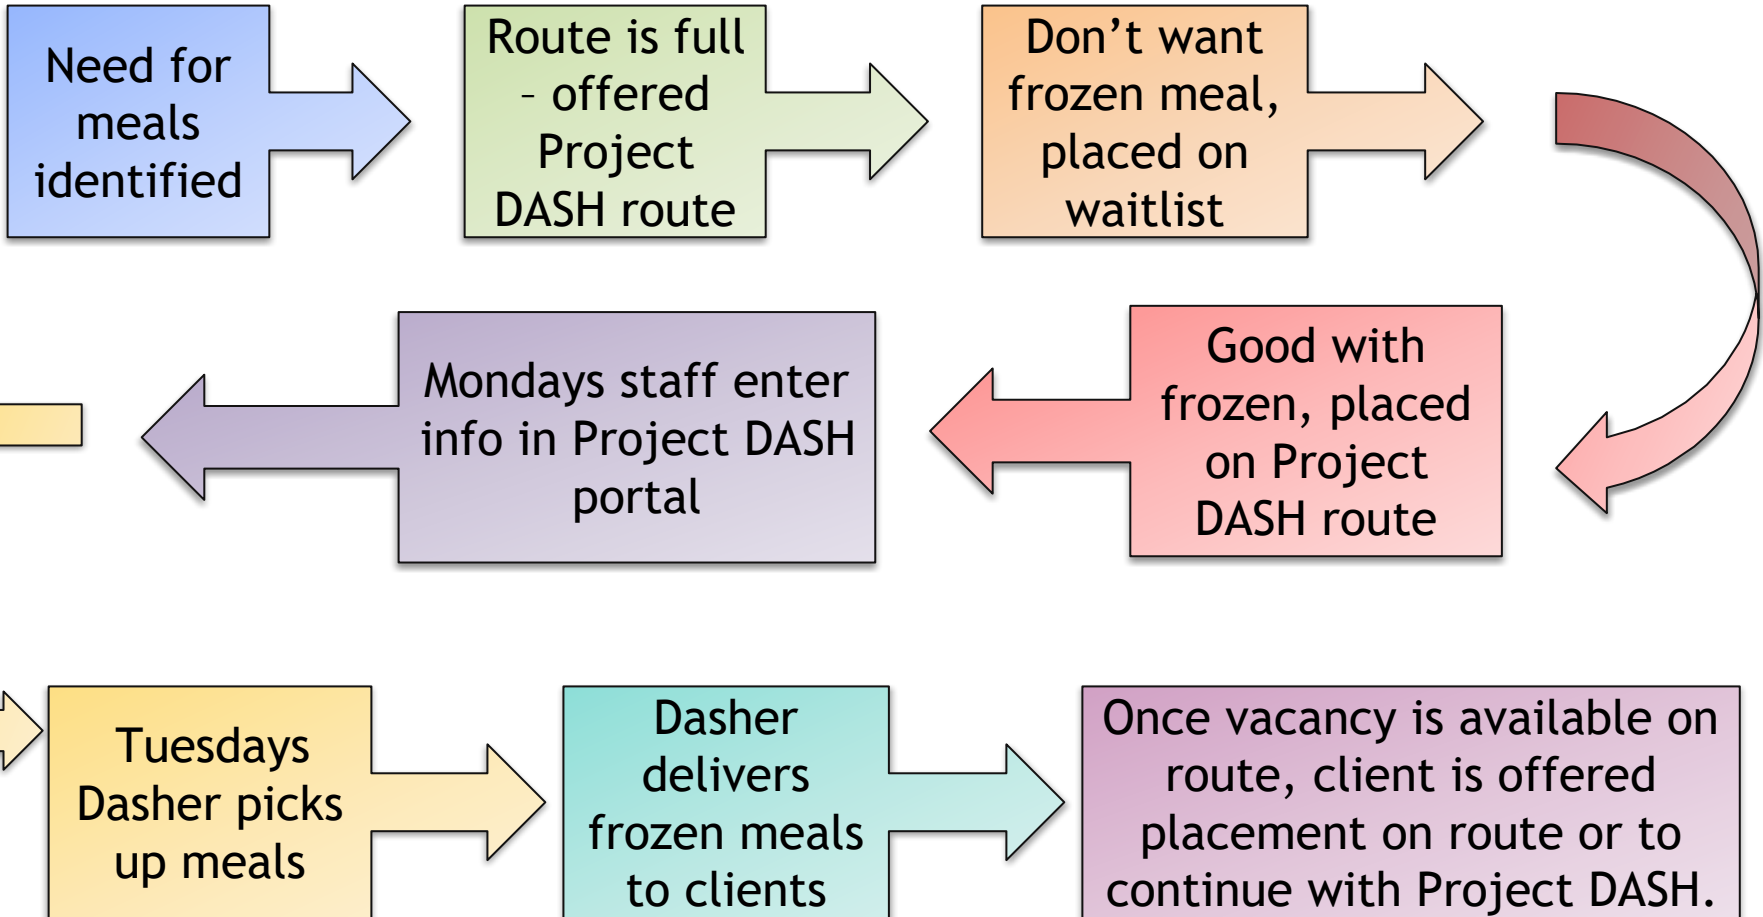 Need for
meals
identified
Route is full
– offered
Project
DASH route
Don’t want
frozen meal,
placed on
waitlist
Good with
frozen, placed
on Project
DASH route
Mondays staff enter
info in Project DASH
portal
Tuesdays
Dasher picks
up meals
Dasher
delivers
frozen meals
to clients
Once vacancy is available on
route, client is offered
placement on route or to
continue with Project DASH.